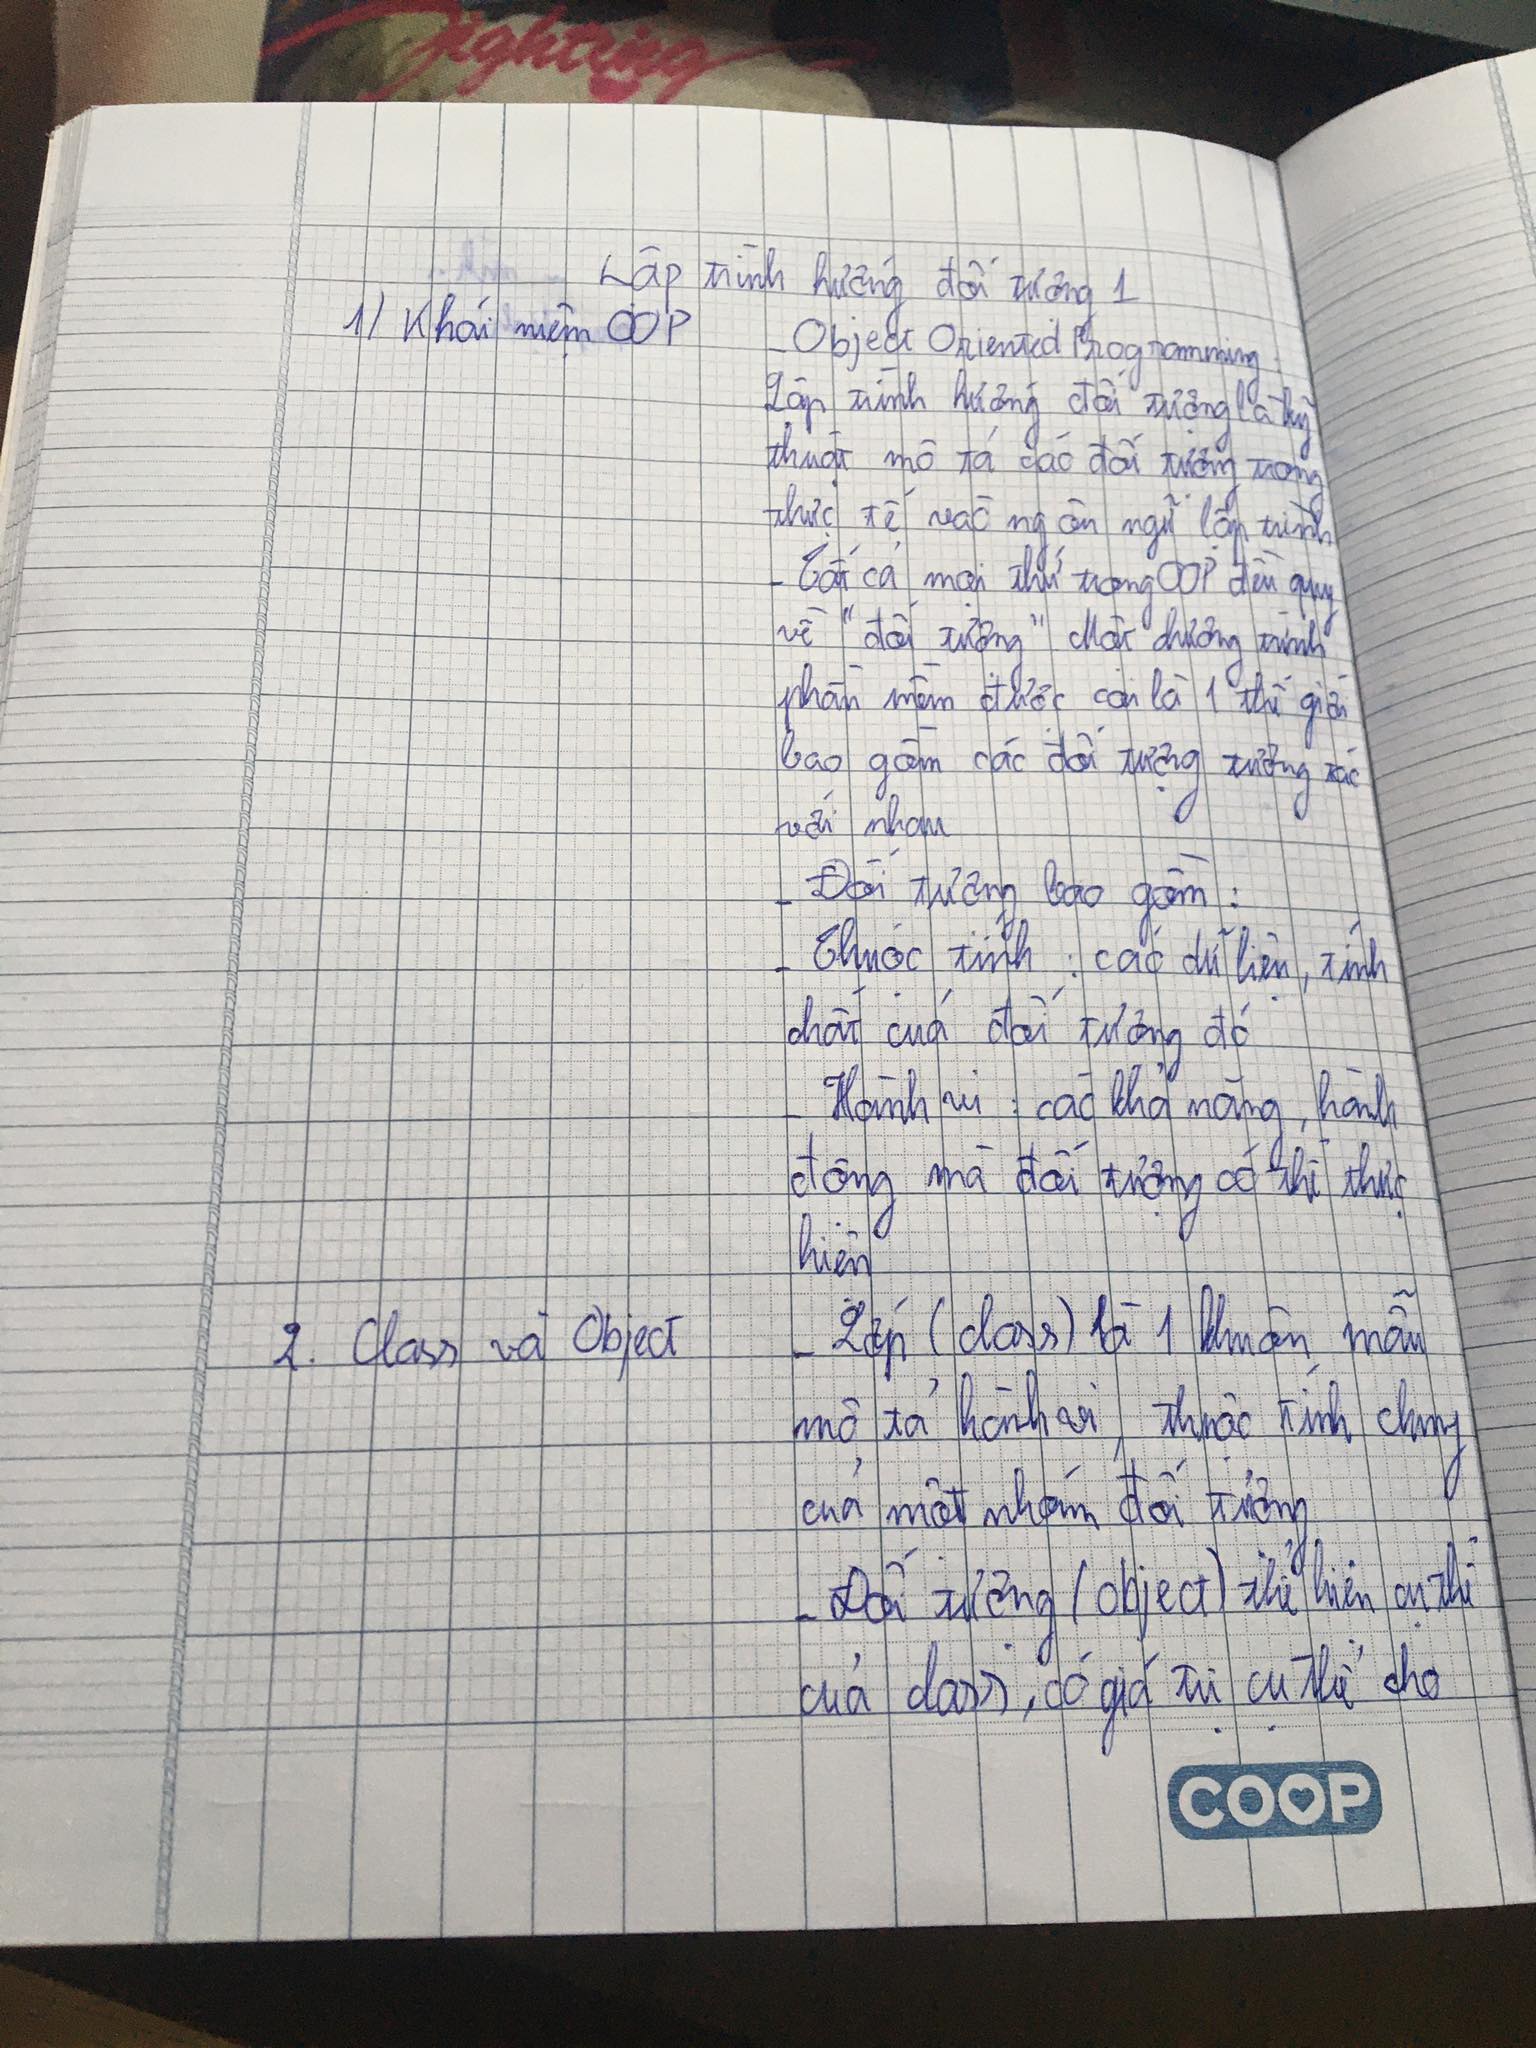 Fighting
Lập trình hướng đối tượng 1
1) Khái niệm OOP
- Object Oriented Programming.
Lập trình hướng đối tượng là kỹ
thuật mô tả các đối tượng trong
thực tế vào ngôn ngữ lập trình
- Tất cả mọi thứ trong OOP đều quy
về "đối tượng" Một chương trình
phần mềm được coi là 1 thế giới
bao gồm các đối tượng tương tác
với nhau
- Đối tượng bao gồm :
- Thuộc tính : các dữ liệu, tính
chất của đối tượng đó
- Hành vi : các khả năng, hành
động mà đối tượng có thể thực
hiện
2. Class và Object
- Lớp (class) là 1 khuôn mẫu
mô tả hành vi, thuộc tính chung
của một nhóm đối tượng
- Đối tượng (object) thể hiện cụ thể
của class, có giá trị cụ thể cho
COOP